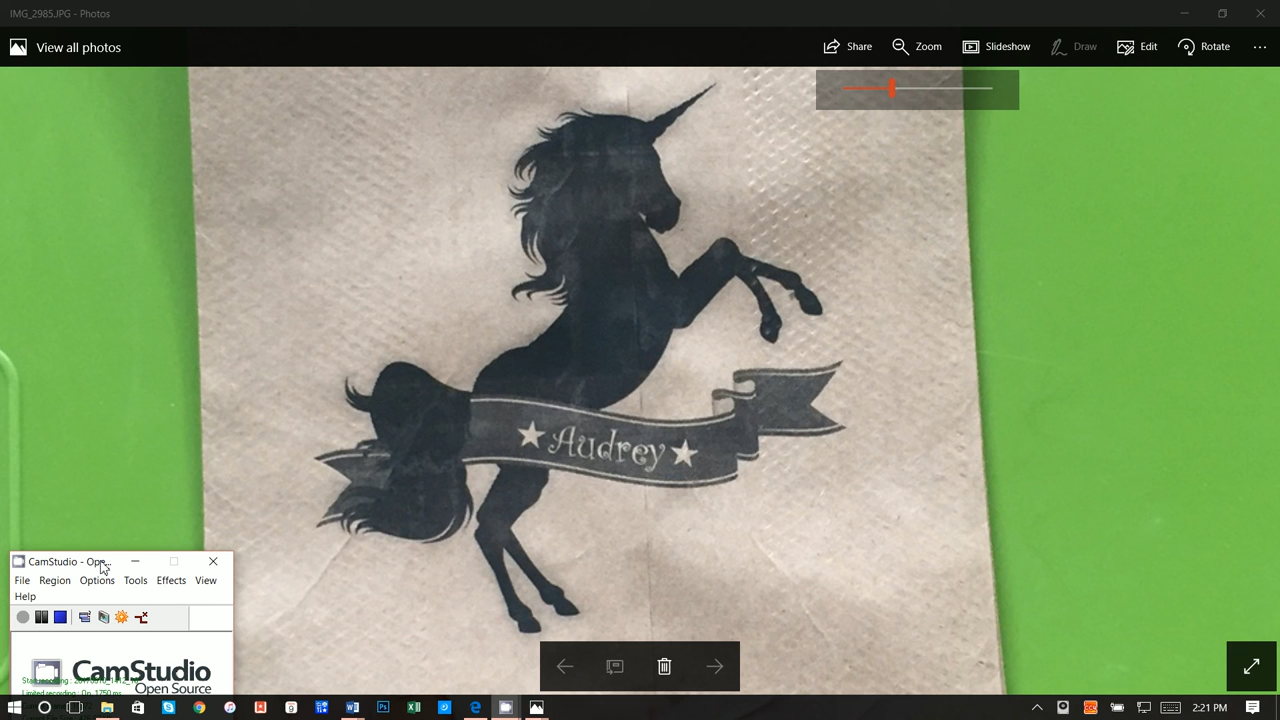 IMG_2985.JPG - Photos
View all photos
Share
Zoom
Slideshow
Draw
Edit
Rotate
Audrey
CamStudio - Ope...
File Region Options Tools Effects View
Help
CamStudio
Open Source
2:21 PM